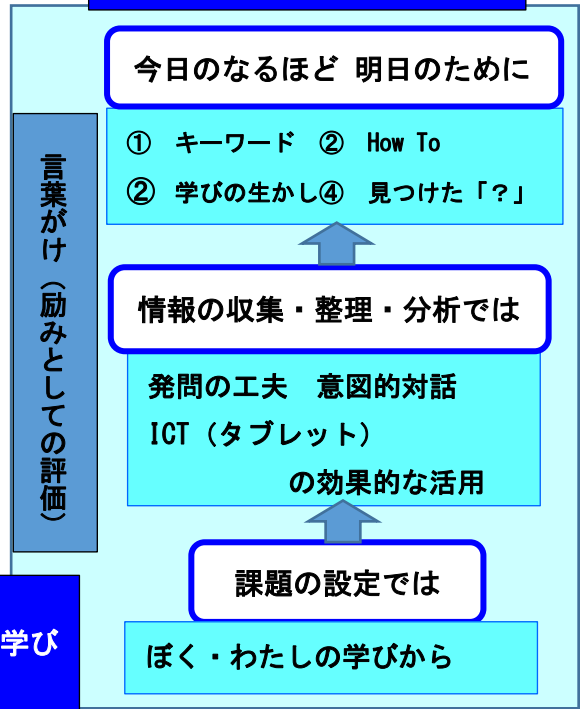 今日のなるほど 明日のために
① キーワード ② How To
② 学びの生かし④ 見つけた「？」
言葉がけ（励みとしての評価）
情報の収集・整理・分析では
発問の工夫 意図的対話
ICT（タブレット）
の効果的な活用
課題の設定では
学び
ぼく・わたしの学びから